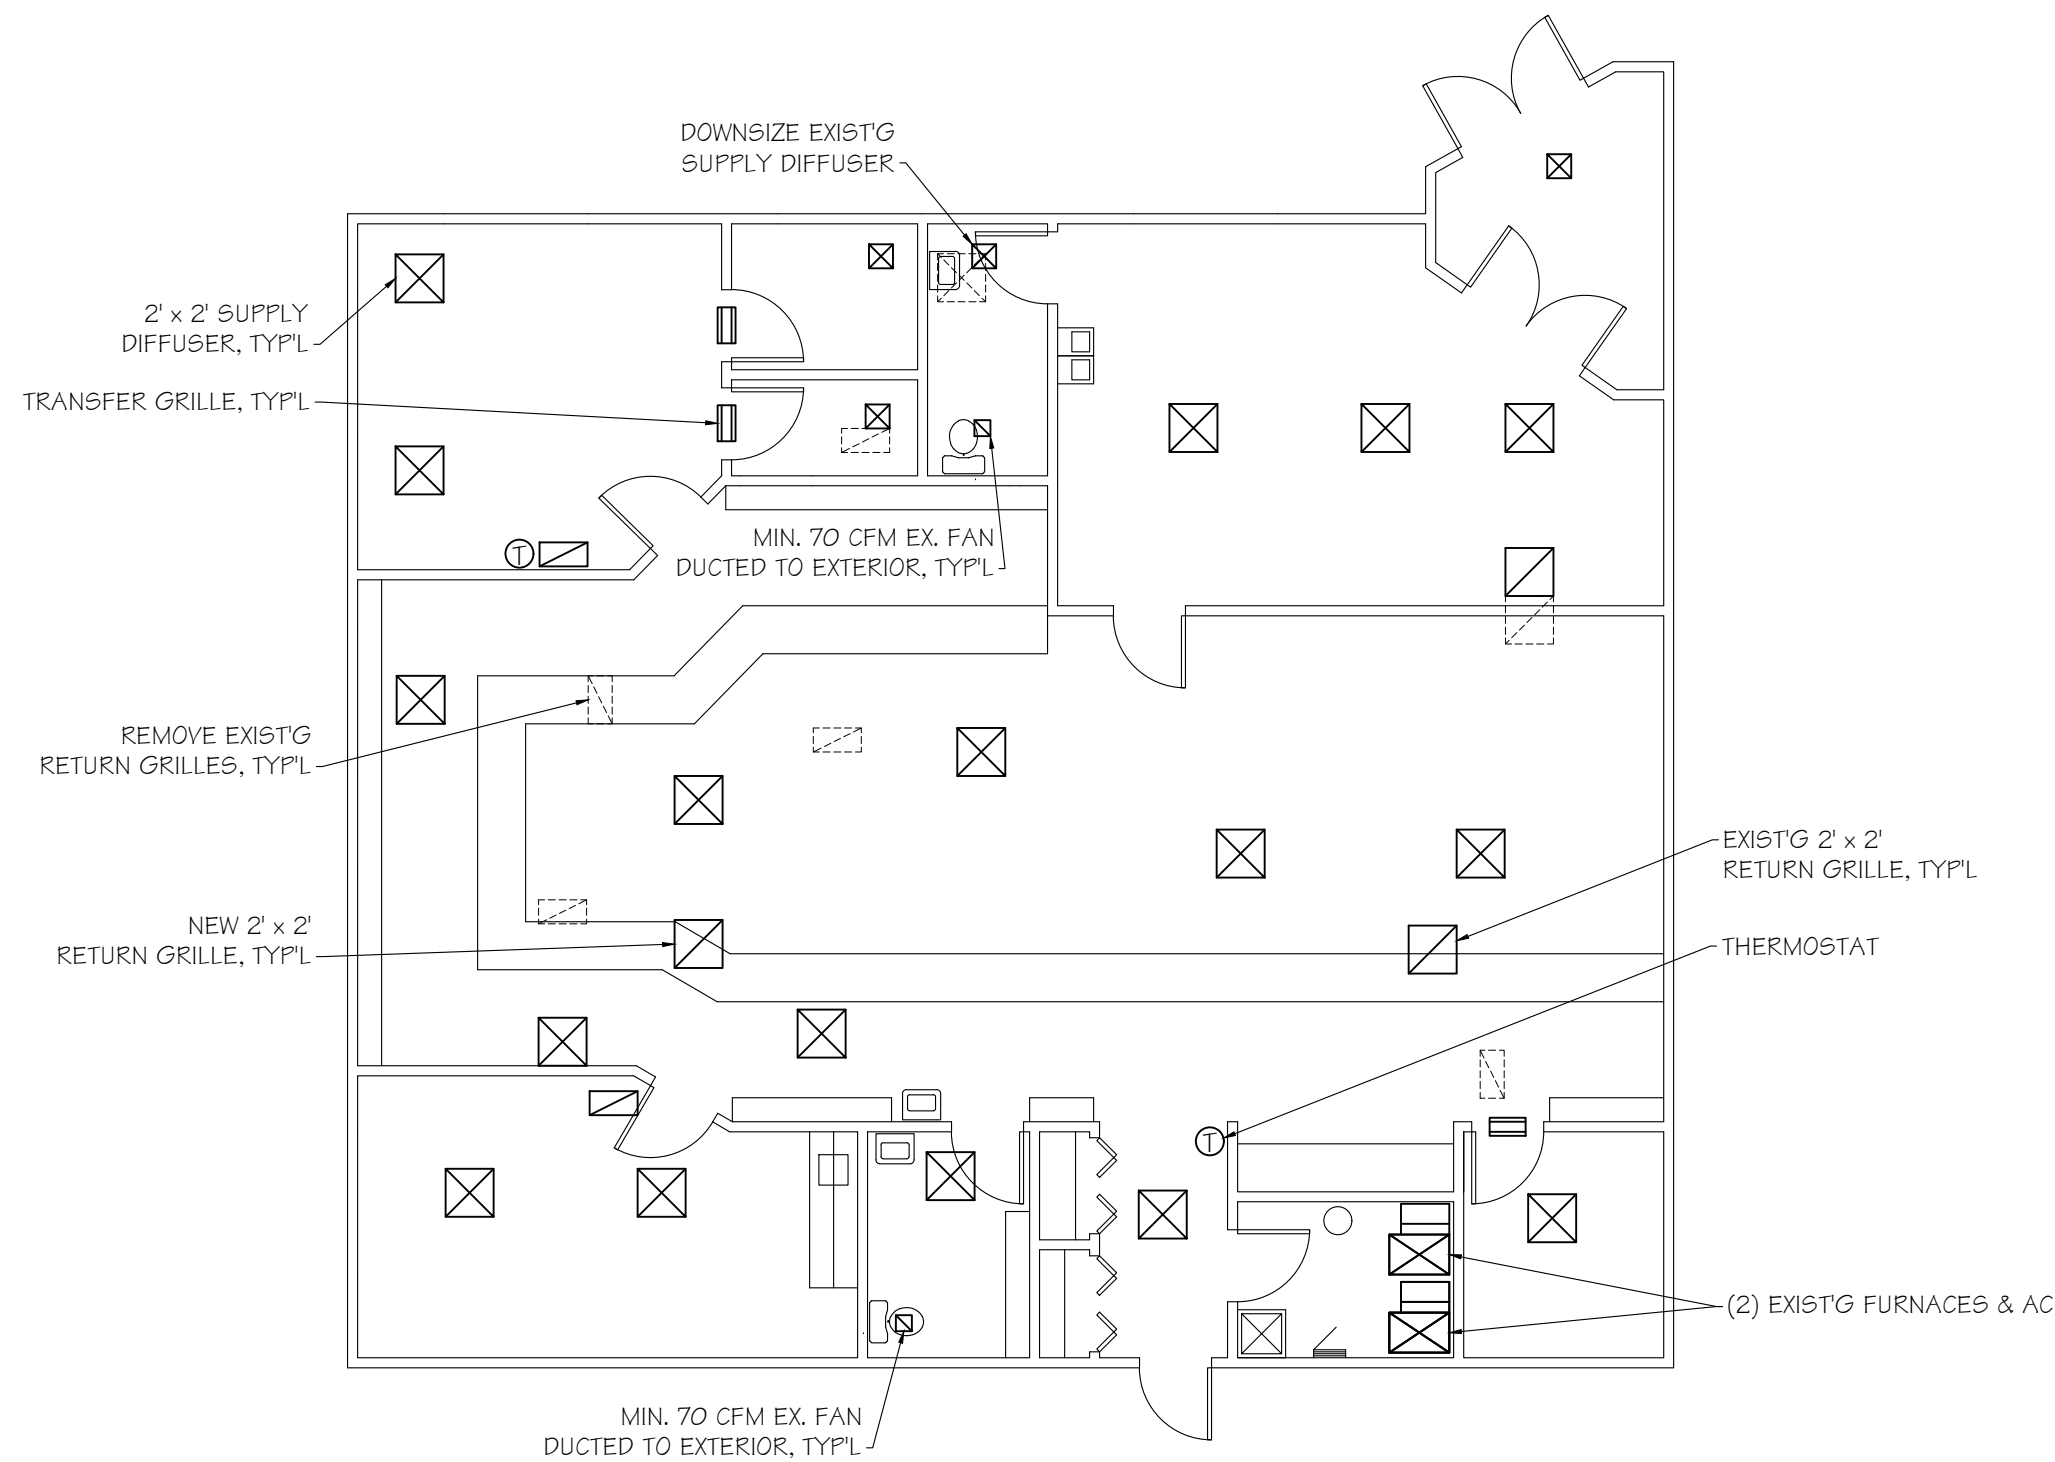 DOWNSIZE EXIST'G
SUPPLY DIFFUSER
2' x 2' SUPPLY
DIFFUSER, TYP'L
TRANSFER GRILLE, TYP'L
T
MIN. 70 CFM EX. FAN
DUCTED TO EXTERIOR, TYP'L
REMOVE EXIST'G
RETURN GRILLES, TYP'L
EXIST'G 2' x 2'
RETURN GRILLE, TYP'L
NEW 2' x 2'
RETURN GRILLE, TYP'L
THERMOSTAT
T
(2) EXIST'G FURNACES & AC
MIN. 70 CFM EX. FAN
DUCTED TO EXTERIOR, TYP'L